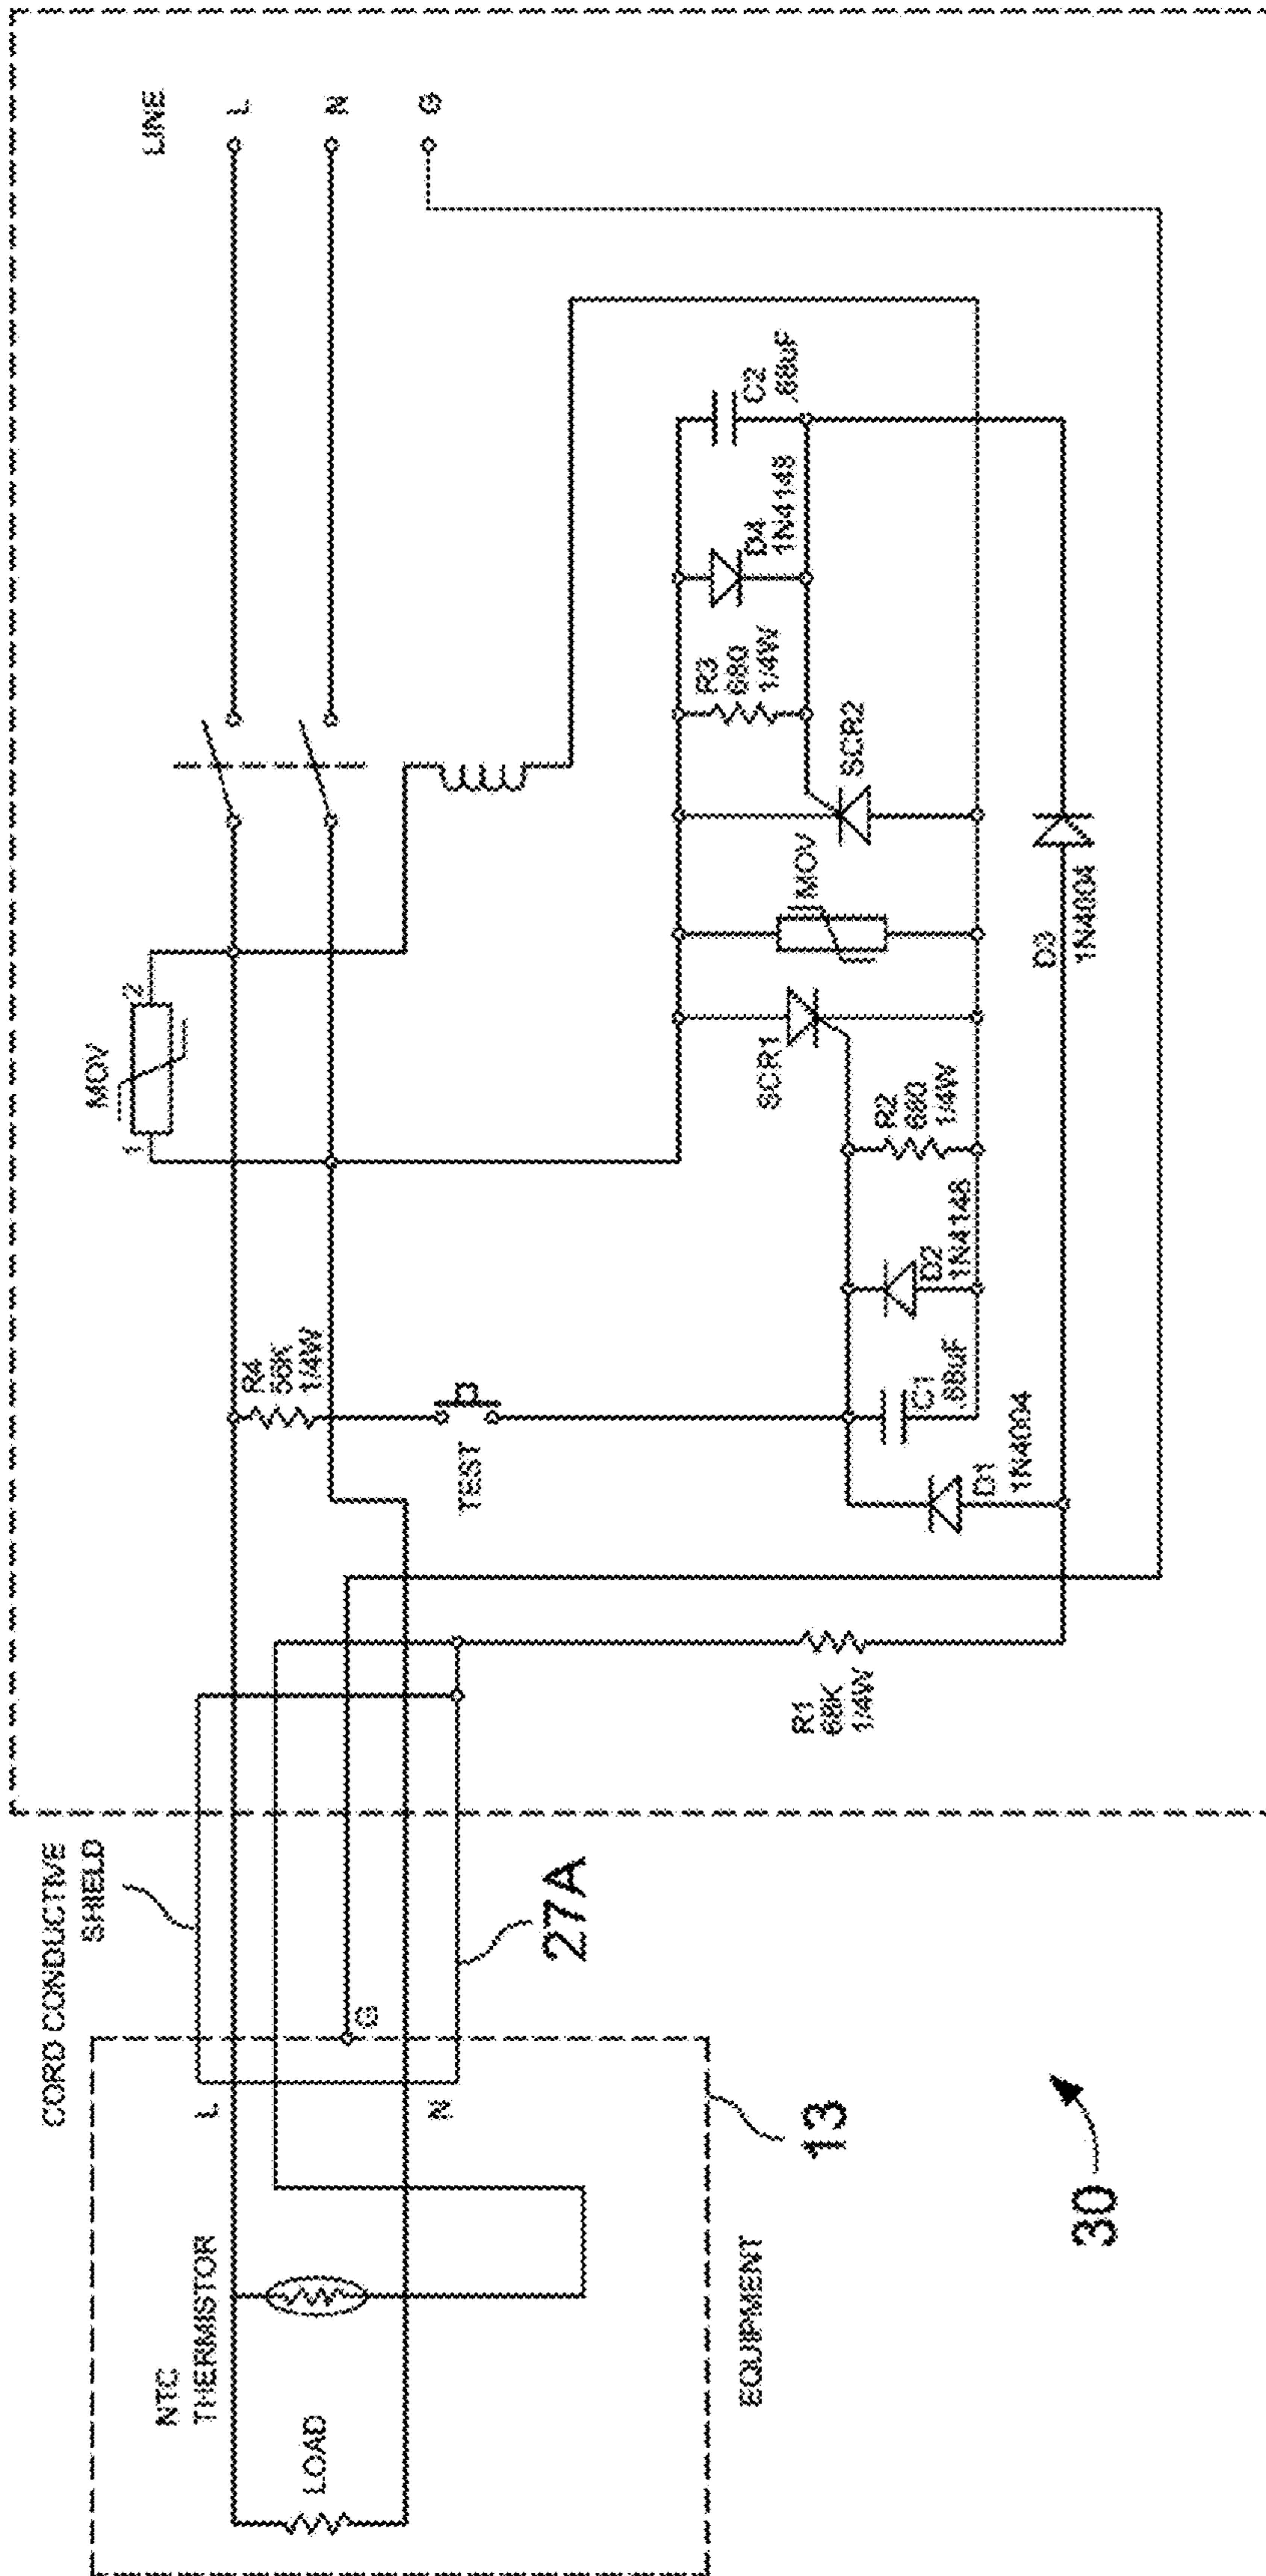 LINE
L
N
G
MOV
1
2
C2
.68uF
D4
1N4148
R3
680
1/4W
SCR2
MOV
SCR1
D3
1N4004
R2
680
1/4W
D2
1N4148
C1
.68uF
D1
1N4004
R4
56K
1/4W
TEST
R1
68K
1/4W
CORD CONDUCTIVE
SHIELD
27A
G
L
N
NTC
THERMISTOR
LOAD
EQUIPMENT
13
30